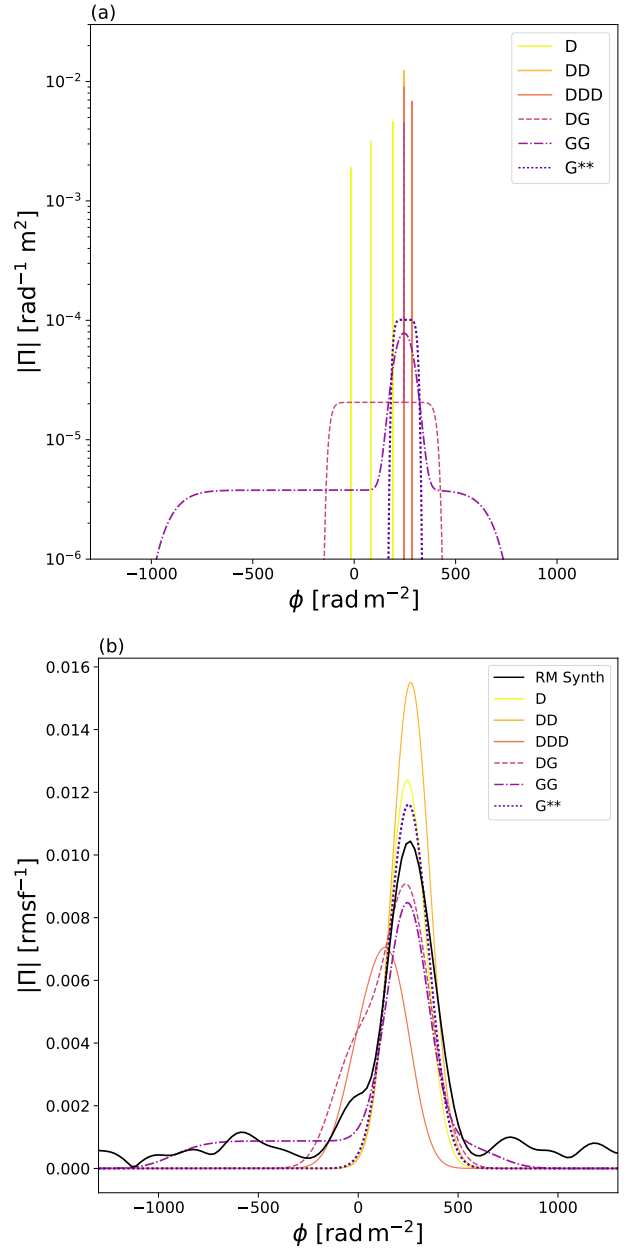 (a)
D
DD
DDD
DG
GG
G**
10⁻²
10⁻³
10⁻⁴
10⁻⁵
10⁻⁶
|Π| [rad⁻¹ m²]
−1000
−500
0
500
1000
ϕ [rad m⁻²]
(b)
RM Synth
D
DD
DDD
DG
GG
G**
0.016
0.014
0.012
0.010
0.008
0.006
0.004
0.002
0.000
|Π| [rmsf⁻¹]
−1000
−500
0
500
1000
ϕ [rad m⁻²]